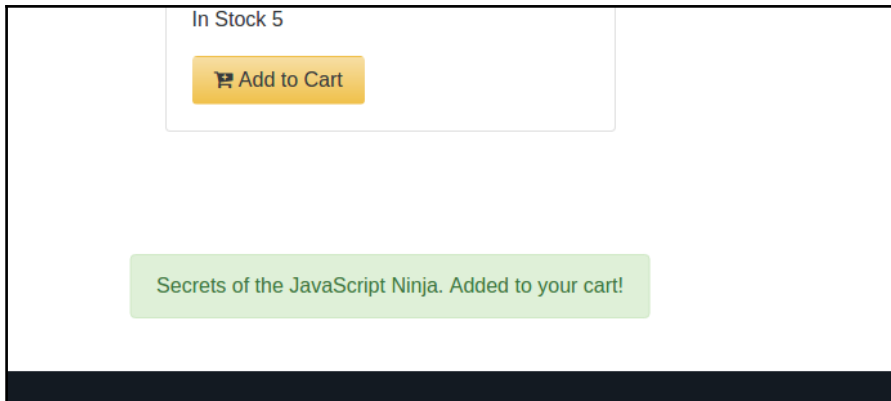 In Stock 5
Add to Cart
Secrets of the JavaScript Ninja. Added to your cart!